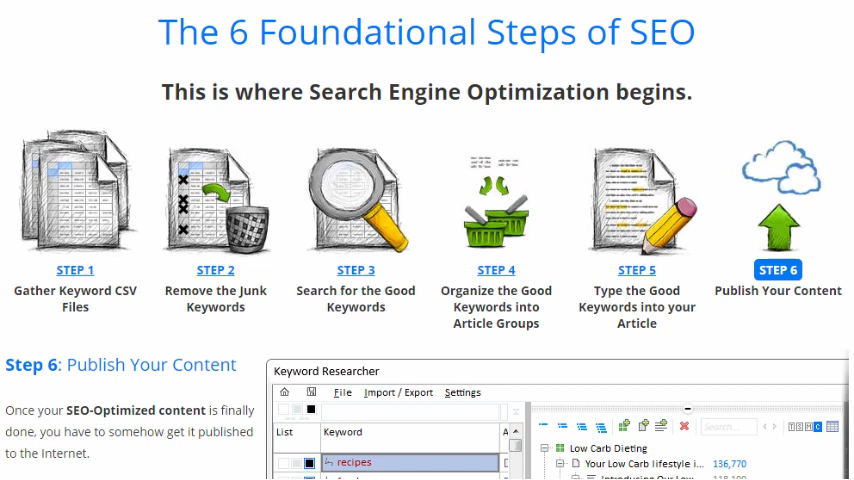 The 6 Foundational Steps of SEO
This is where Search Engine Optimization begins.
STEP 1
Gather Keyword CSV
Files
STEP 2
Remove the Junk
Keywords
STEP 3
Search for the Good
Keywords
STEP 4
Organize the Good
Keywords into
Article Groups
STEP 5
Type the Good
Keywords into your
Article
STEP 6
Publish Your Content
Step 6: Publish Your Content
Once your SEO-Optimized content is finally
done, you have to somehow get it published
to the Internet.
Keyword Researcher
File Import / Export Settings
List Keyword A
recipes
Search...
T S M C
Low Carb Dieting
Your Low Carb lifestyle i... 136,770
Introducing Our Low